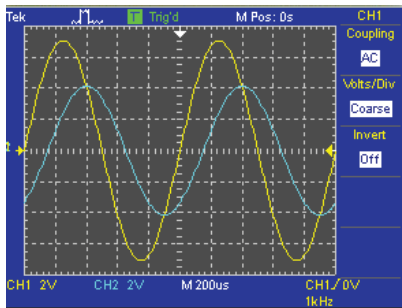 Tek T Trig'd M Pos: 0s CH1
Coupling
AC
Volts/Div
Coarse
Invert
Off
CH1 2V CH2 2V M 200us CH1 / 0V
1kHz